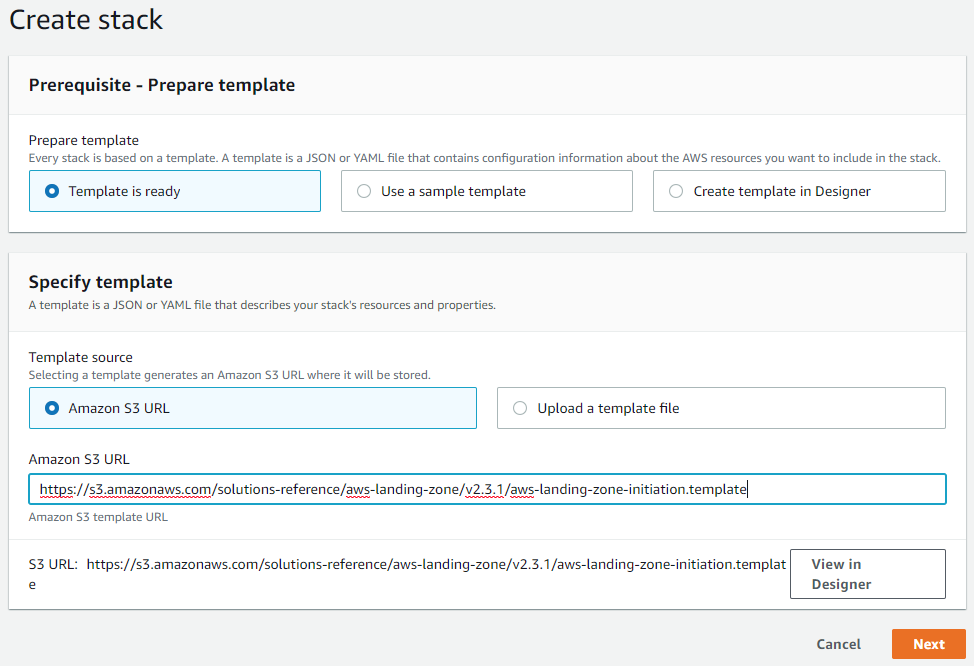 Create stack
Prerequisite - Prepare template
Prepare template
Every stack is based on a template. A template is a JSON or YAML file that contains configuration information about the AWS resources you want to include in the stack.
Template is ready
Use a sample template
Create template in Designer
Specify template
A template is a JSON or YAML file that describes your stack's resources and properties.
Template source
Selecting a template generates an Amazon S3 URL where it will be stored.
Amazon S3 URL
Upload a template file
Amazon S3 URL
https://s3.amazonaws.com/solutions-reference/aws-landing-zone/v2.3.1/aws-landing-zone-initiation.template
Amazon S3 template URL
S3 URL: https://s3.amazonaws.com/solutions-reference/aws-landing-zone/v2.3.1/aws-landing-zone-initiation.templat
e
View in
Designer
Cancel
Next